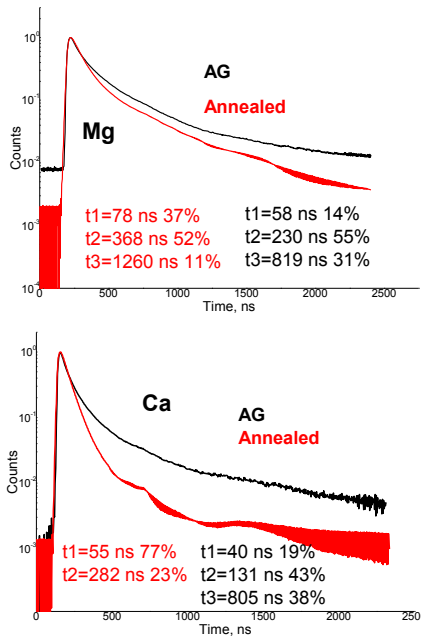 10⁰
AG
10⁻¹
Annealed
Counts
Mg
10⁻²
t1=78 ns 37% t1=58 ns 14%
10⁻³
t2=368 ns 52% t2=230 ns 55%
t3=1260 ns 11% t3=819 ns 31%
10⁻⁴
0 500 1000 1500 2000 2500
Time, ns
10⁰
Ca
AG
10⁻¹
Annealed
Counts
10⁻²
10⁻³
t1=55 ns 77% t1=40 ns 19%
t2=282 ns 23% t2=131 ns 43%
t3=805 ns 38%
0 500 1000 1500 2000 250
Time, ns